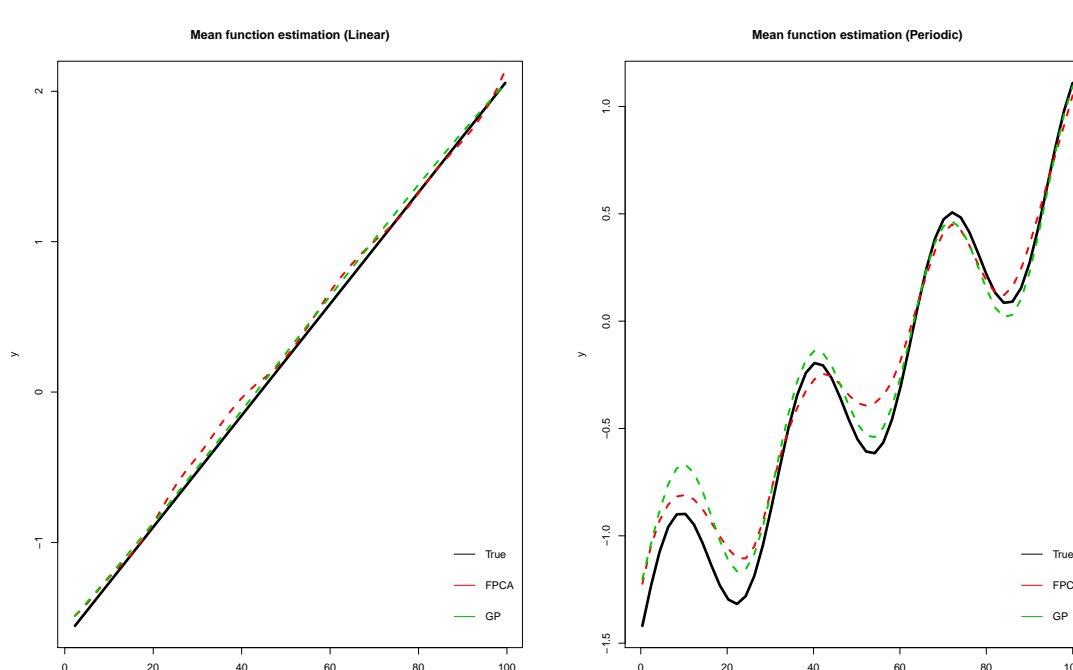 Mean function estimation (Linear)
y
2
1
0
−1
0 20 40 60 80 100
True
FPCA
GP
Mean function estimation (Periodic)
y
1.0
0.5
0.0
−0.5
−1.0
−1.5
0 20 40 60 80 100
True
FPC
GP